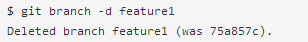 $ git branch -d feature1
Deleted branch feature1 (was 75a857c).